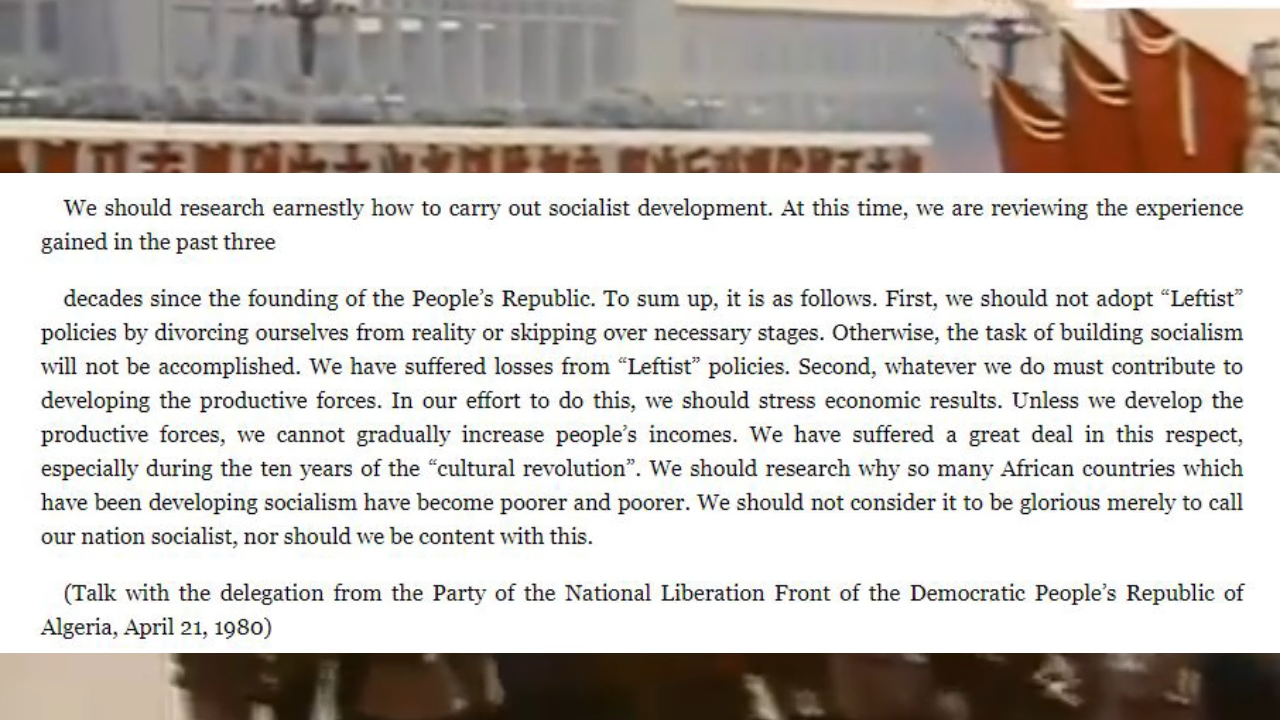 We should research earnestly how to carry out socialist development. At this time, we are reviewing the experience
gained in the past three
decades since the founding of the People’s Republic. To sum up, it is as follows. First, we should not adopt “Leftist”
policies by divorcing ourselves from reality or skipping over necessary stages. Otherwise, the task of building socialism
will not be accomplished. We have suffered losses from “Leftist” policies. Second, whatever we do must contribute to
developing the productive forces. In our effort to do this, we should stress economic results. Unless we develop the
productive forces, we cannot gradually increase people’s incomes. We have suffered a great deal in this respect,
especially during the ten years of the “cultural revolution”. We should research why so many African countries which
have been developing socialism have become poorer and poorer. We should not consider it to be glorious merely to call
our nation socialist, nor should we be content with this.
(Talk with the delegation from the Party of the National Liberation Front of the Democratic People’s Republic of
Algeria, April 21, 1980)